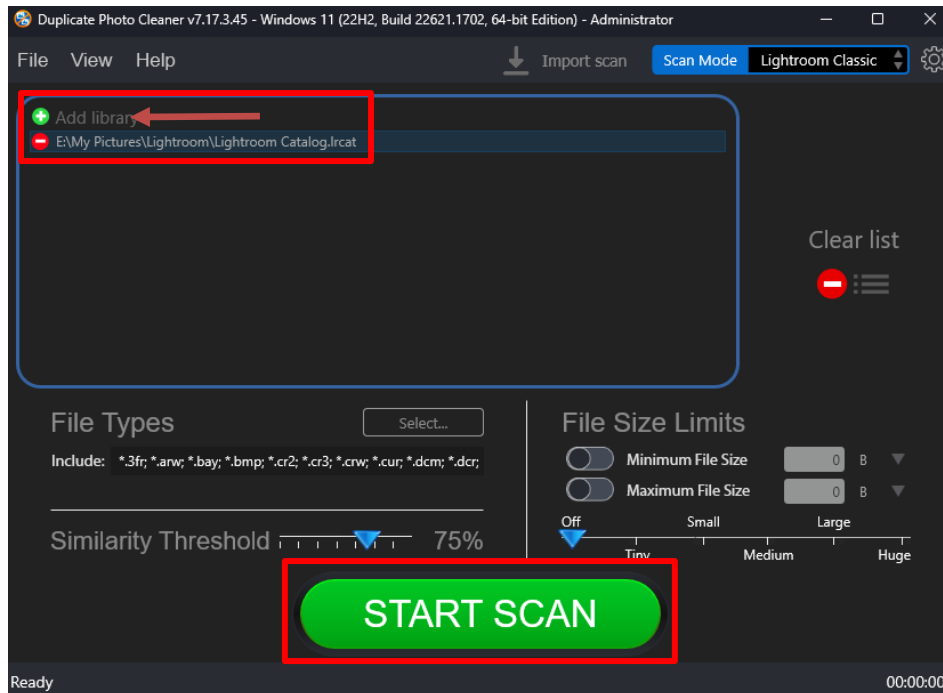 Duplicate Photo Cleaner v7.17.3.45 - Windows 11 (22H2, Build 22621.1702, 64-bit Edition) - Administrator
File View Help Import scan Scan Mode Lightroom Classic
Add library
E:\My Pictures\Lightroom\Lightroom Catalog.lrcat
Clear list
File Types Select...
Include: *.3fr; *.arw; *.bay; *.bmp; *.cr2; *.cr3; *.crw; *.cur; *.dcm; *.dcr;
Similarity Threshold 75%
File Size Limits
Minimum File Size 0 B
Maximum File Size 0 B
Off Small Large
Tiny Medium Huge
START SCAN
Ready 00:00:00